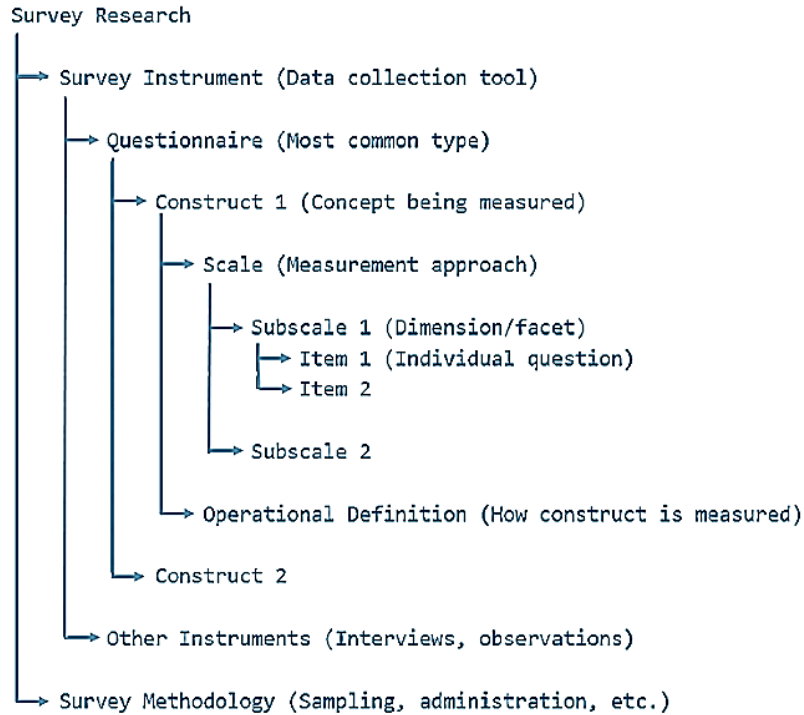 Survey Research
Survey Instrument (Data collection tool)
Questionnaire (Most common type)
Construct 1 (Concept being measured)
Scale (Measurement approach)
Subscale 1 (Dimension/facet)
Item 1 (Individual question)
Item 2
Subscale 2
Operational Definition (How construct is measured)
Construct 2
Other Instruments (Interviews, observations)
Survey Methodology (Sampling, administration, etc.)